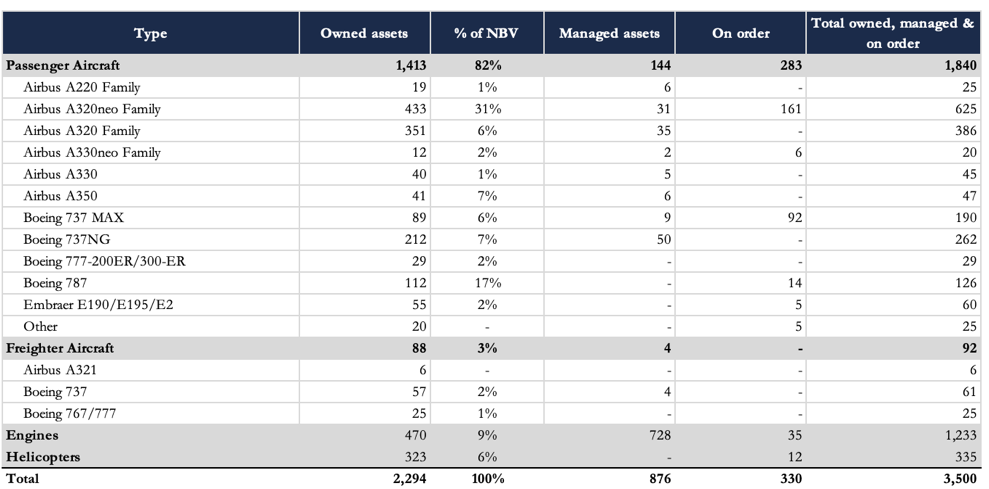 Type Owned assets % of NBV Managed assets On order Total owned, managed & on order
Passenger Aircraft 1,413 82% 144 283 1,840
Airbus A220 Family 19 1% 6 - 25
Airbus A320neo Family 433 31% 31 161 625
Airbus A320 Family 351 6% 35 - 386
Airbus A330neo Family 12 2% 2 6 20
Airbus A330 40 1% 5 - 45
Airbus A350 41 7% 6 - 47
Boeing 737 MAX 89 6% 9 92 190
Boeing 737NG 212 7% 50 - 262
Boeing 777-200ER/300-ER 29 2% - - 29
Boeing 787 112 17% - 14 126
Embraer E190/E195/E2 55 2% - 5 60
Other 20 - - 5 25
Freighter Aircraft 88 3% 4 - 92
Airbus A321 6 - - - 6
Boeing 737 57 2% 4 - 61
Boeing 767/777 25 1% - - 25
Engines 470 9% 728 35 1,233
Helicopters 323 6% - 12 335
Total 2,294 100% 876 330 3,500